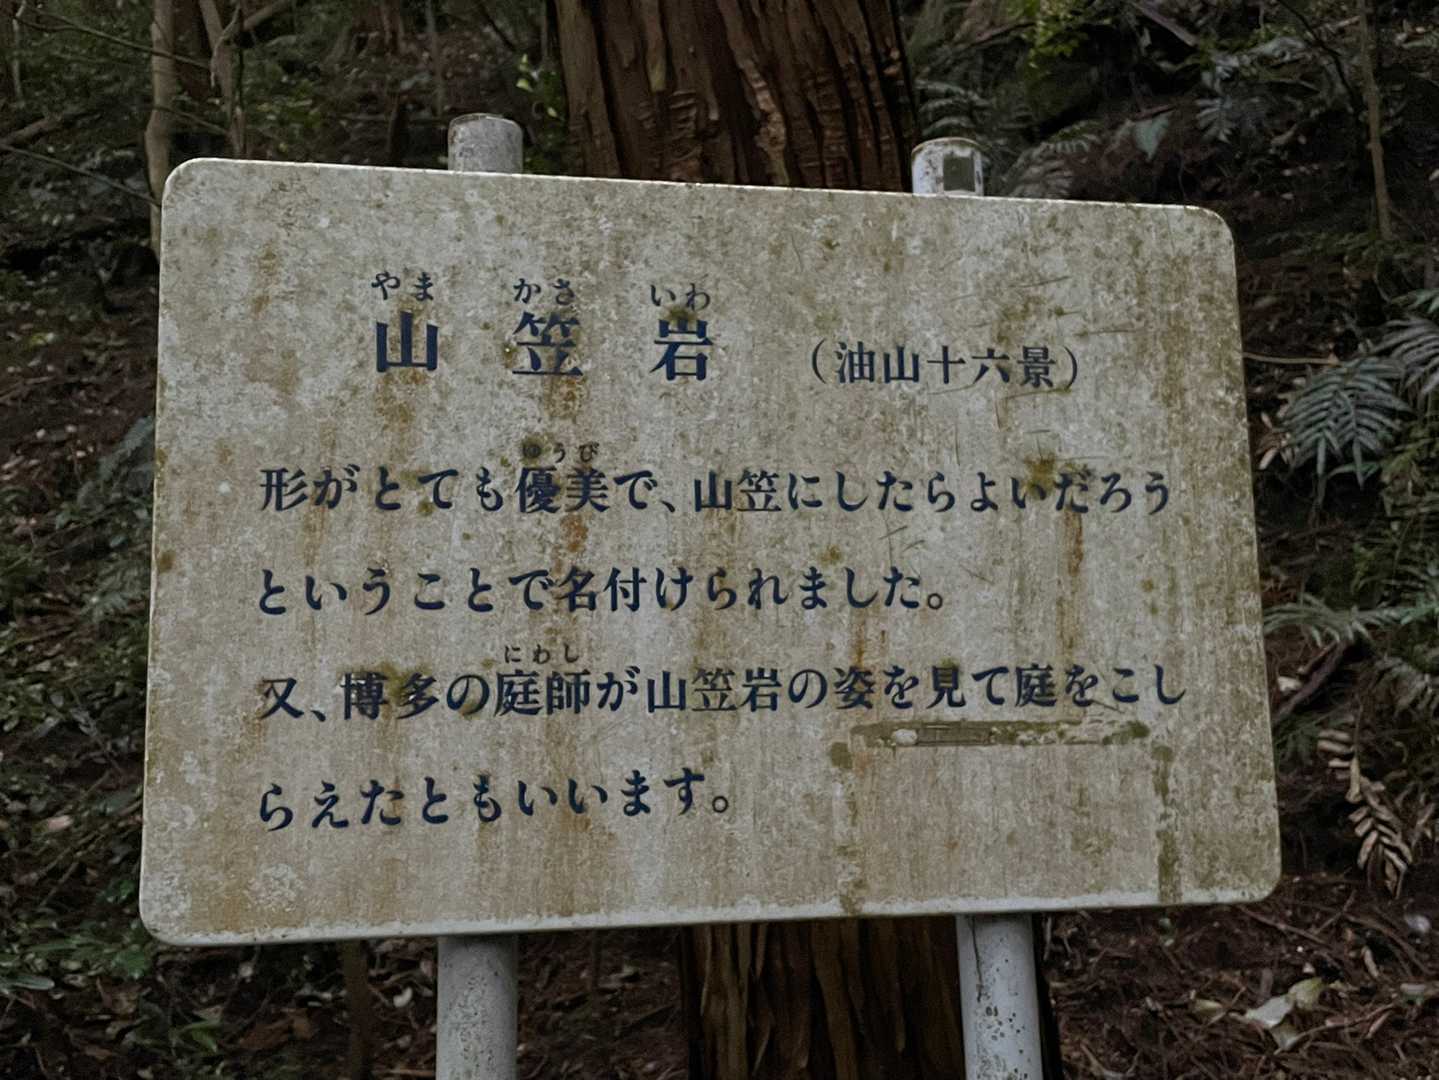 やま かさ いわ
山 笠 岩 （油山十六景）
ゆうび
形がとても優美で、山笠にしたらよいだろう
ということで名付けられました。
にわし
又、博多の庭師が山笠岩の姿を見て庭をこし
らえたともいいます。